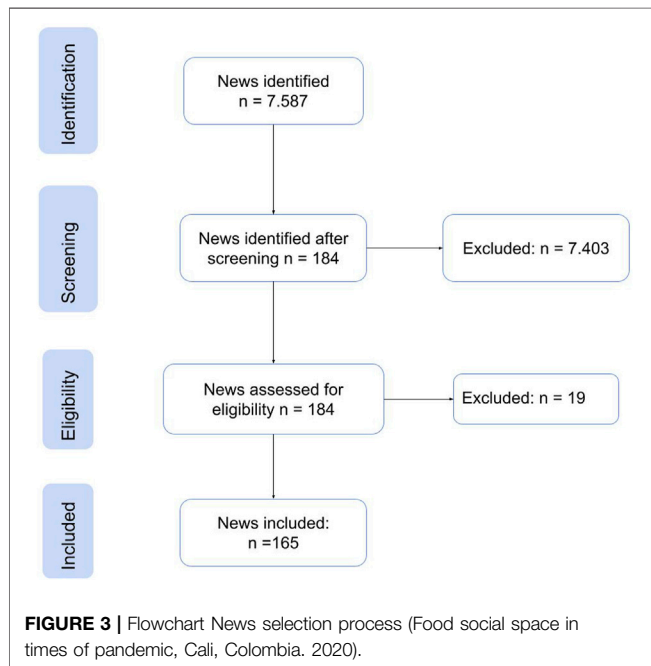 Identification
News identified
n = 7.587
Screening
News identified after
screening n = 184
Excluded: n = 7.403
Eligibility
News assessed for
eligibility n = 184
Excluded: n = 19
Included
News included:
n =165
FIGURE 3 | Flowchart News selection process (Food social space in
times of pandemic, Cali, Colombia. 2020).